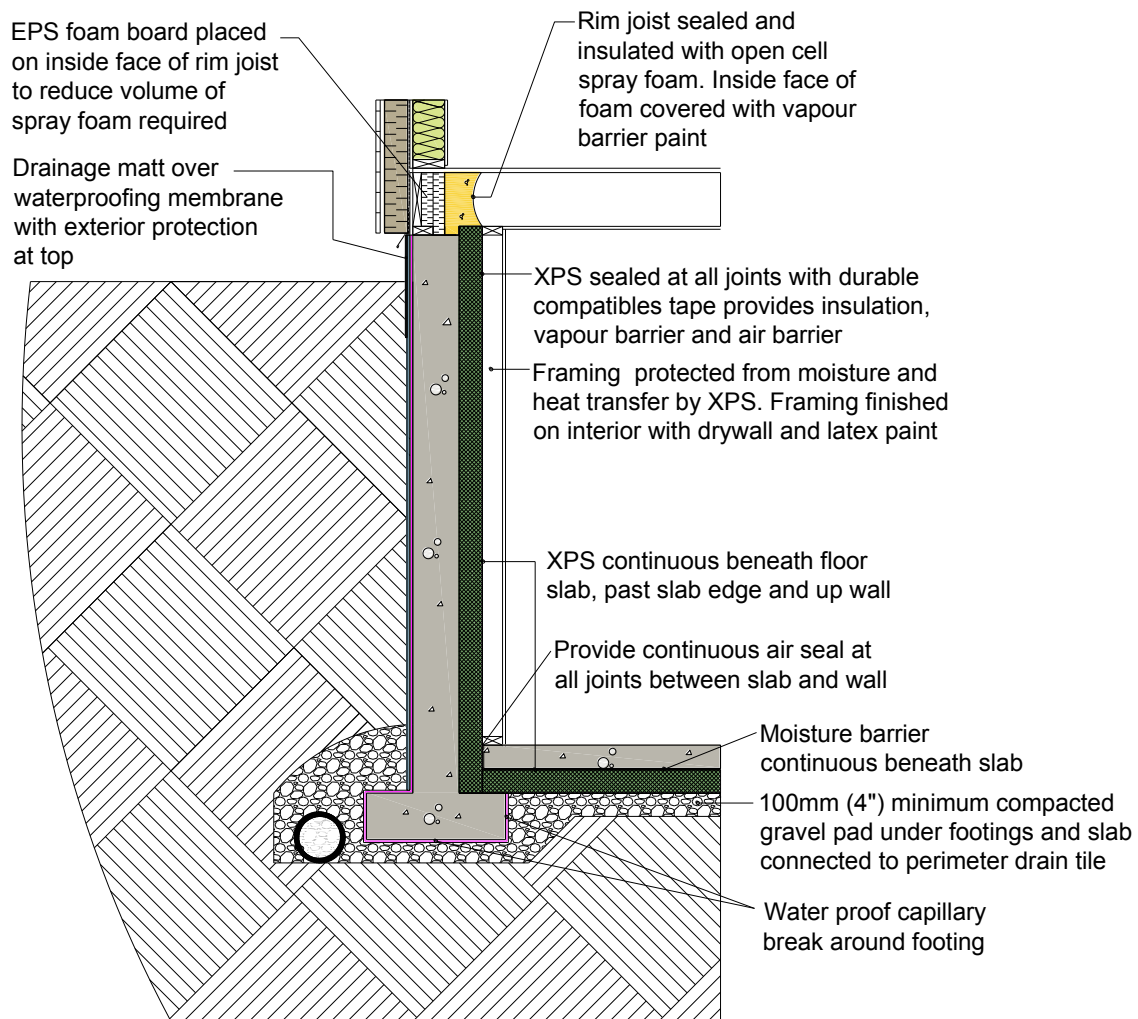 EPS foam board placed
on inside face of rim joist
to reduce volume of
spray foam required
Rim joist sealed and
insulated with open cell
spray foam. Inside face of
foam covered with vapour
barrier paint
Drainage matt over
waterproofing membrane
with exterior protection
at top
XPS sealed at all joints with durable
compatibles tape provides insulation,
vapour barrier and air barrier
Framing protected from moisture and
heat transfer by XPS. Framing finished
on interior with drywall and latex paint
XPS continuous beneath floor
slab, past slab edge and up wall
Provide continuous air seal at
all joints between slab and wall
Moisture barrier
continuous beneath slab
100mm (4") minimum compacted
gravel pad under footings and slab
connected to perimeter drain tile
Water proof capillary
break around footing